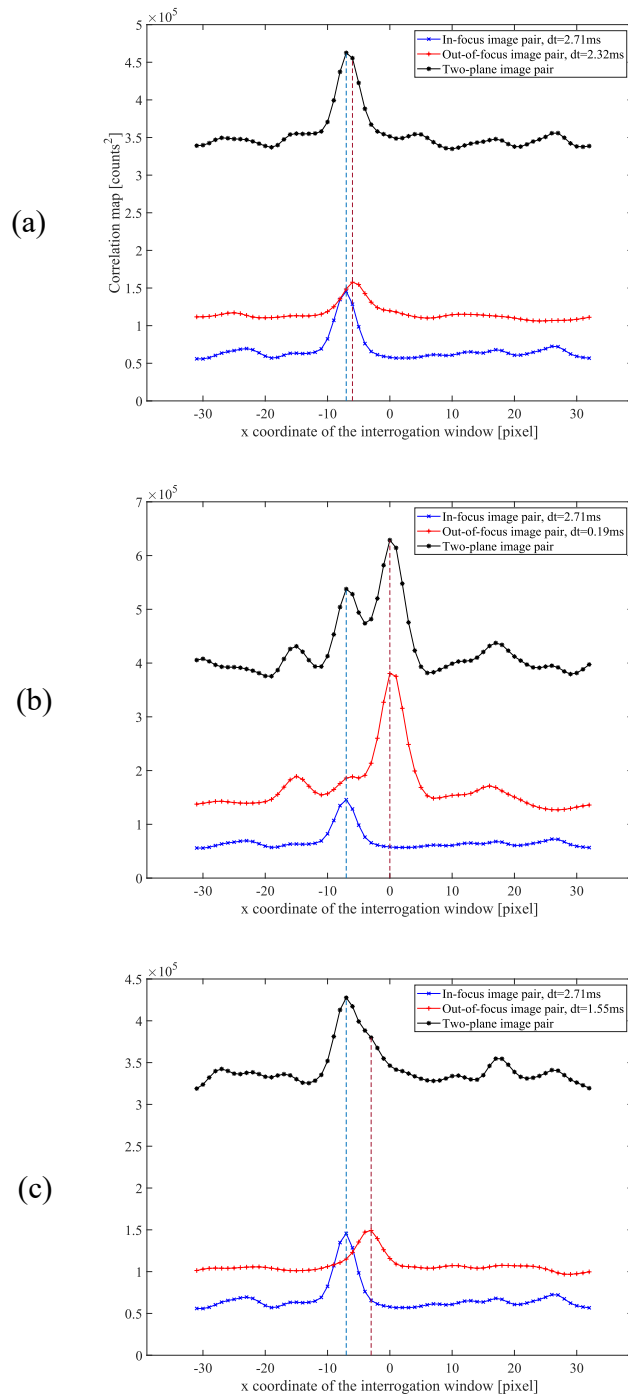 (a)
×10⁵
5
4.5
4
3.5
3
2.5
2
1.5
1
0.5
0
Correlation map [counts²]
In-focus image pair, dt=2.71ms
Out-of-focus image pair, dt=2.32ms
Two-plane image pair
-30 -20 -10 0 10 20 30
x coordinate of the interrogation window [pixel]
(b)
×10⁵
7
6
5
4
3
2
1
0
In-focus image pair, dt=2.71ms
Out-of-focus image pair, dt=0.19ms
Two-plane image pair
-30 -20 -10 0 10 20 30
x coordinate of the interrogation window [pixel]
(c)
×10⁵
4.5
4
3.5
3
2.5
2
1.5
1
0.5
0
In-focus image pair, dt=2.71ms
Out-of-focus image pair, dt=1.55ms
Two-plane image pair
-30 -20 -10 0 10 20 30
x coordinate of the interrogation window [pixel]